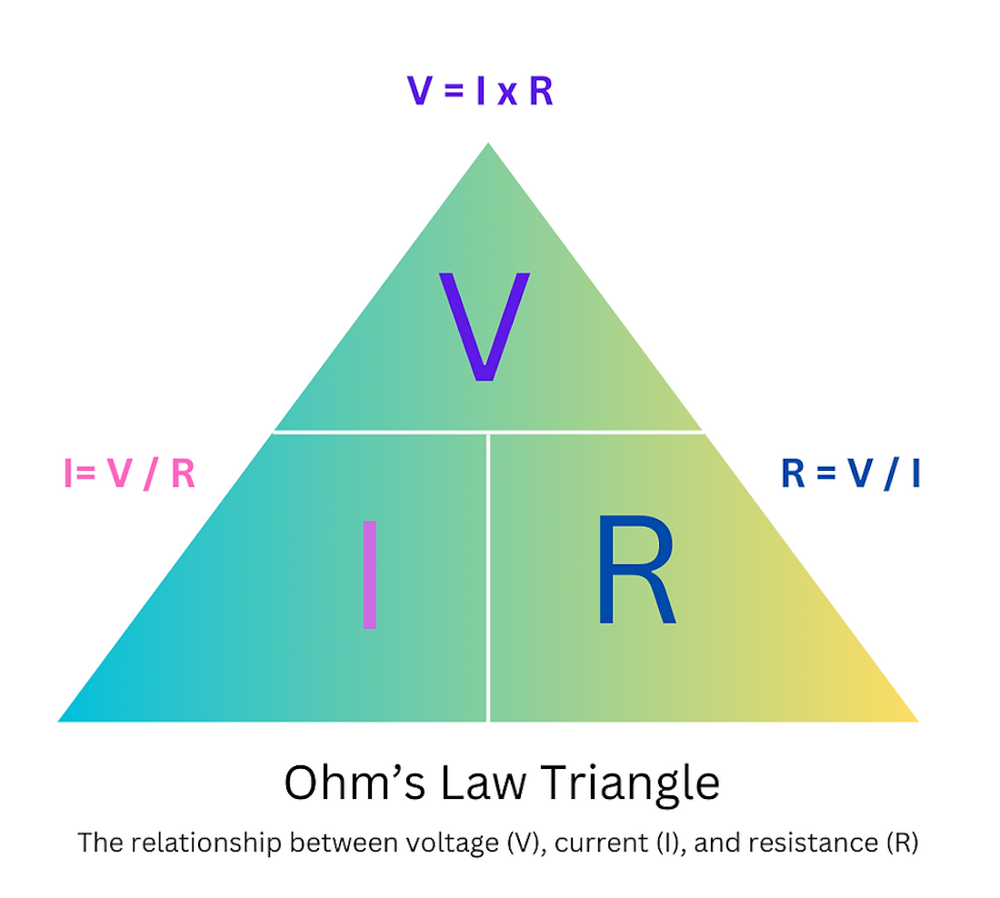 V = I x R
V
I= V / R
R = V / I
I
R
Ohm’s Law Triangle
The relationship between voltage (V), current (I), and resistance (R)